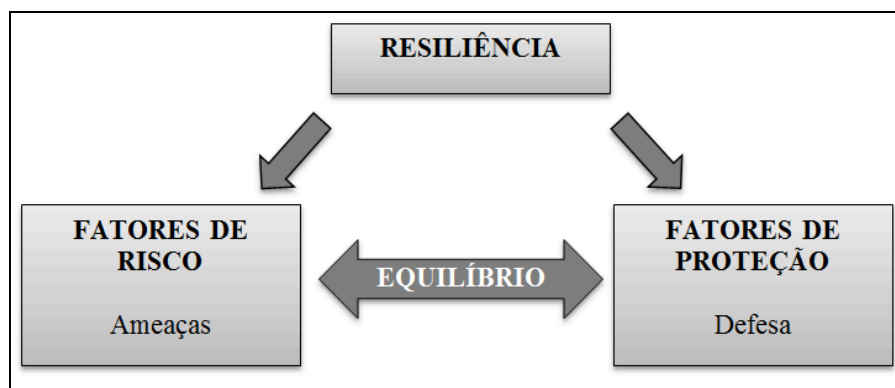 RESILIÊNCIA
FATORES DE
RISCO
Ameaças
EQUILÍBRIO
FATORES DE
PROTEÇÃO
Defesa